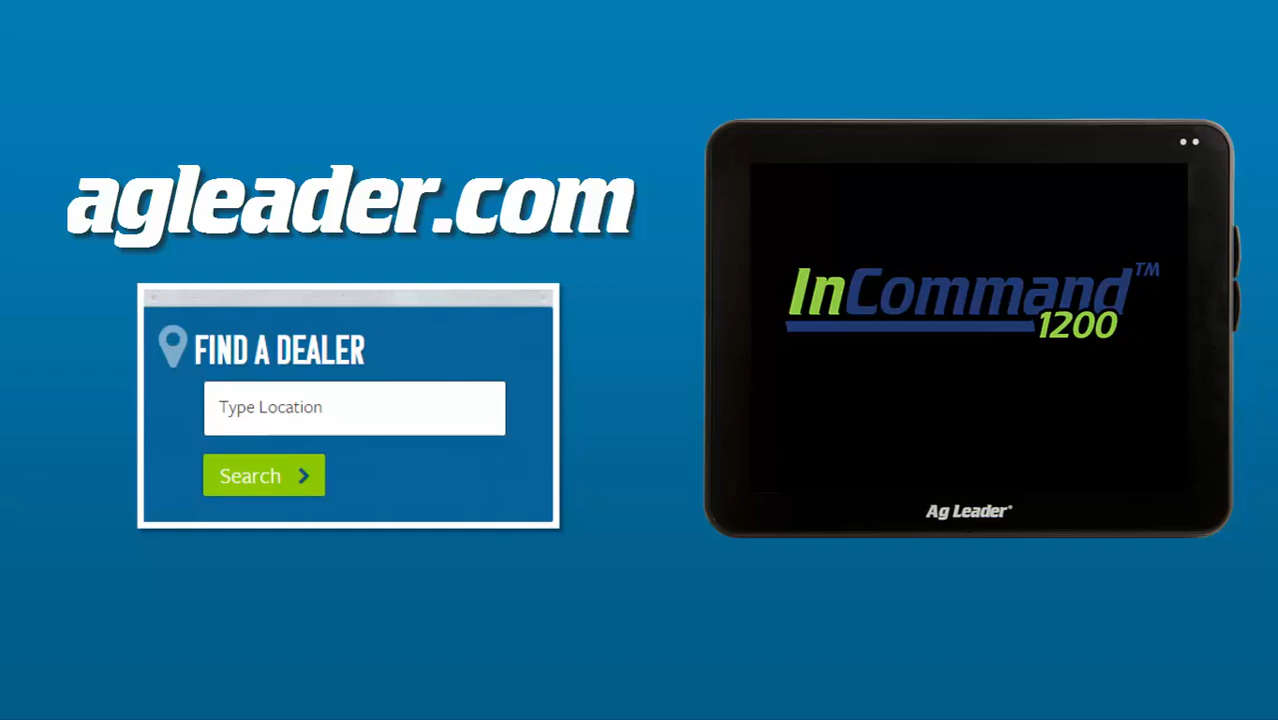 agleader.com
FIND A DEALER
Type Location
Search
InCommand™
1200
Ag Leader®